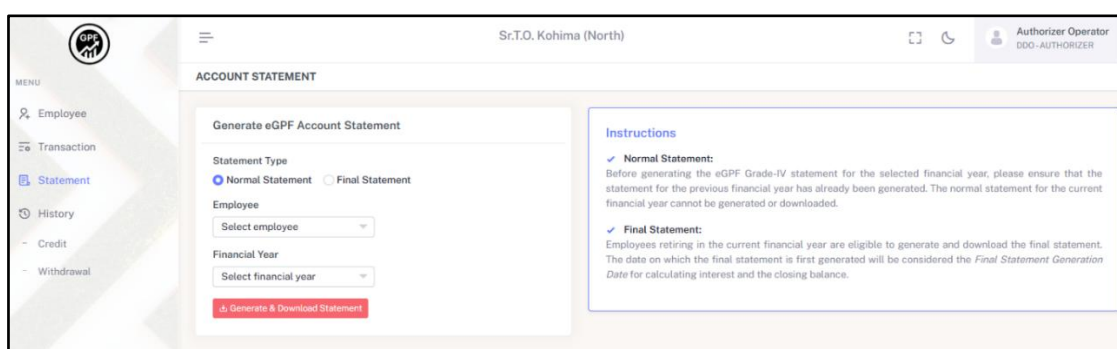 GPF
Sr.T.O. Kohima (North)
Authorizer Operator
DDO-AUTHORIZER
MENU
Employee
Transaction
Statement
History
Credit
Withdrawal
ACCOUNT STATEMENT
Generate eGPF Account Statement
Statement Type
Normal Statement Final Statement
Employee
Select employee
Financial Year
Select financial year
Generate & Download Statement
Instructions
Normal Statement:
Before generating the eGPF Grade-IV statement for the selected financial year, please ensure that the
statement for the previous financial year has already been generated. The normal statement for the current
financial year cannot be generated or downloaded.
Final Statement:
Employees retiring in the current financial year are eligible to generate and download the final statement.
The date on which the final statement is first generated will be considered the Final Statement Generation
Date for calculating interest and the closing balance.